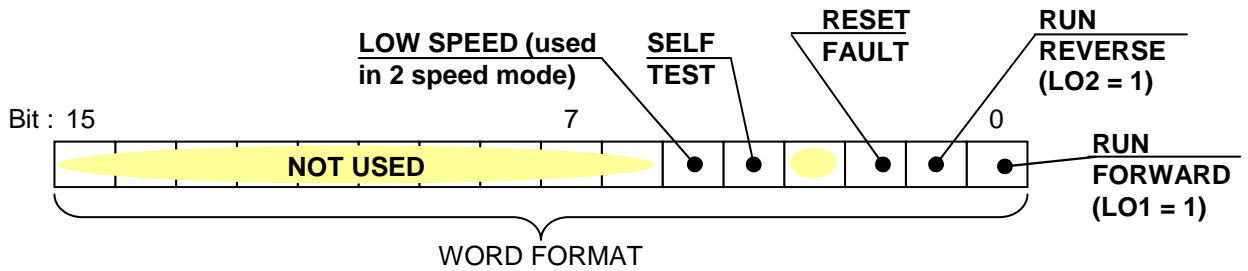 LOW SPEED (used
in 2 speed mode)
SELF
TEST
RESET
FAULT
RUN
REVERSE
(LO2 = 1)
Bit : 15
7
0
NOT USED
RUN
FORWARD
(LO1 = 1)
WORD FORMAT